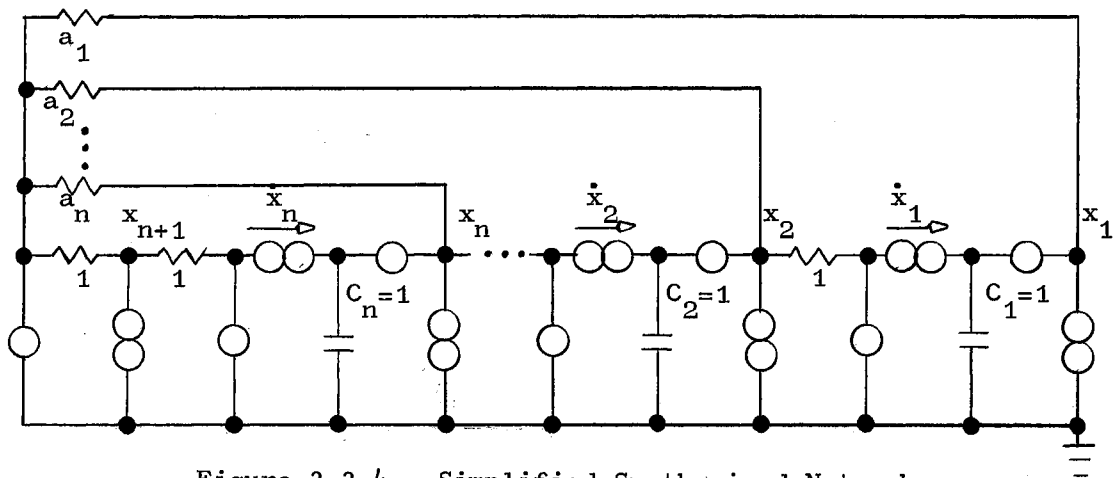 a1
a2
an
xn+1
ẋn
xn
ẋ2
x2
ẋ1
x1
1
1
Cn=1
C2=1
1
C1=1
Figure 3.3.4. Simplified Synthesized Network